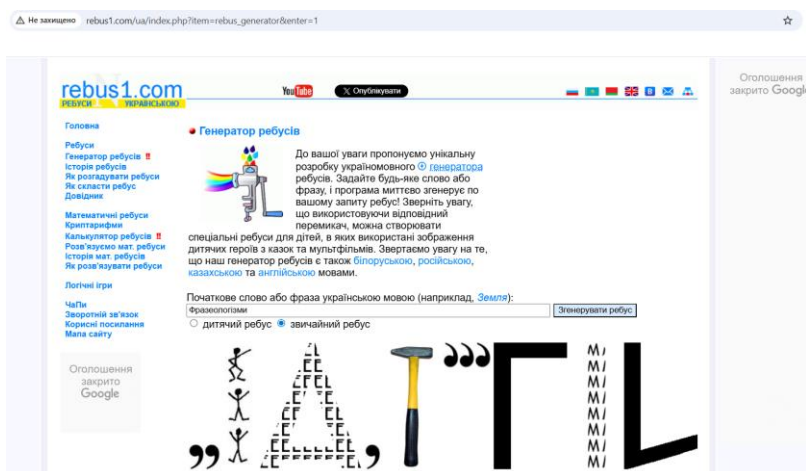 Не захищено rebus1.com/ua/index.php?item=rebus_generator&enter=1
rebus1.com
РЕБУСИ УКРАЇНСЬКОЮ
YouTube
X Опублікувати
B
Оголошення
закрито Google
Головна
Ребуси
Генератор ребусів !!
Історія ребусів
Як розгадувати ребуси
Як скласти ребус
Довідник
Математичні ребуси
Криптарифми
Калькулятор ребусів !!
Розв'язуємо мат. ребуси
Історія мат. ребусів
Як розв'язувати ребуси
Логічні ігри
ЧаПи
Зворотній зв'язок
Корисні посилання
Мапа сайту
Оголошення
закрито
Google
Генератор ребусів
До вашої уваги пропонуємо унікальну
розробку україномовного генератора
ребусів. Задайте будь-яке слово або
фразу, і програма миттєво згенерує по
вашому запиту ребус! Зверніть увагу,
що використовуючи відповідний
перемикач, можна створювати
спеціальні ребуси для дітей, в яких використані зображення
дитячих героїв з казок та мультфільмів. Звертаємо увагу на те,
що наш генератор ребусів є також білоруською, російською,
казахською та англійською мовами.
Початкове слово або фраза українською мовою (наприклад, Земля):
Фразеологізми Згенерувати ребус
дитячий ребус звичайний ребус